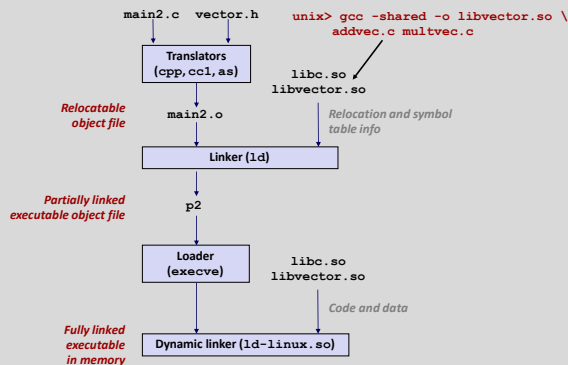 main2.c vector.h
unix> gcc -shared -o libvector.so \
addvec.c multvec.c
Translators
(cpp, cc1, as)
libc.so
libvector.so
Relocatable
object file
main2.o
Relocation and symbol
table info
Linker (ld)
Partially linked
executable object file
p2
Loader
(execve)
libc.so
libvector.so
Code and data
Fully linked
executable
in memory
Dynamic linker (ld-linux.so)